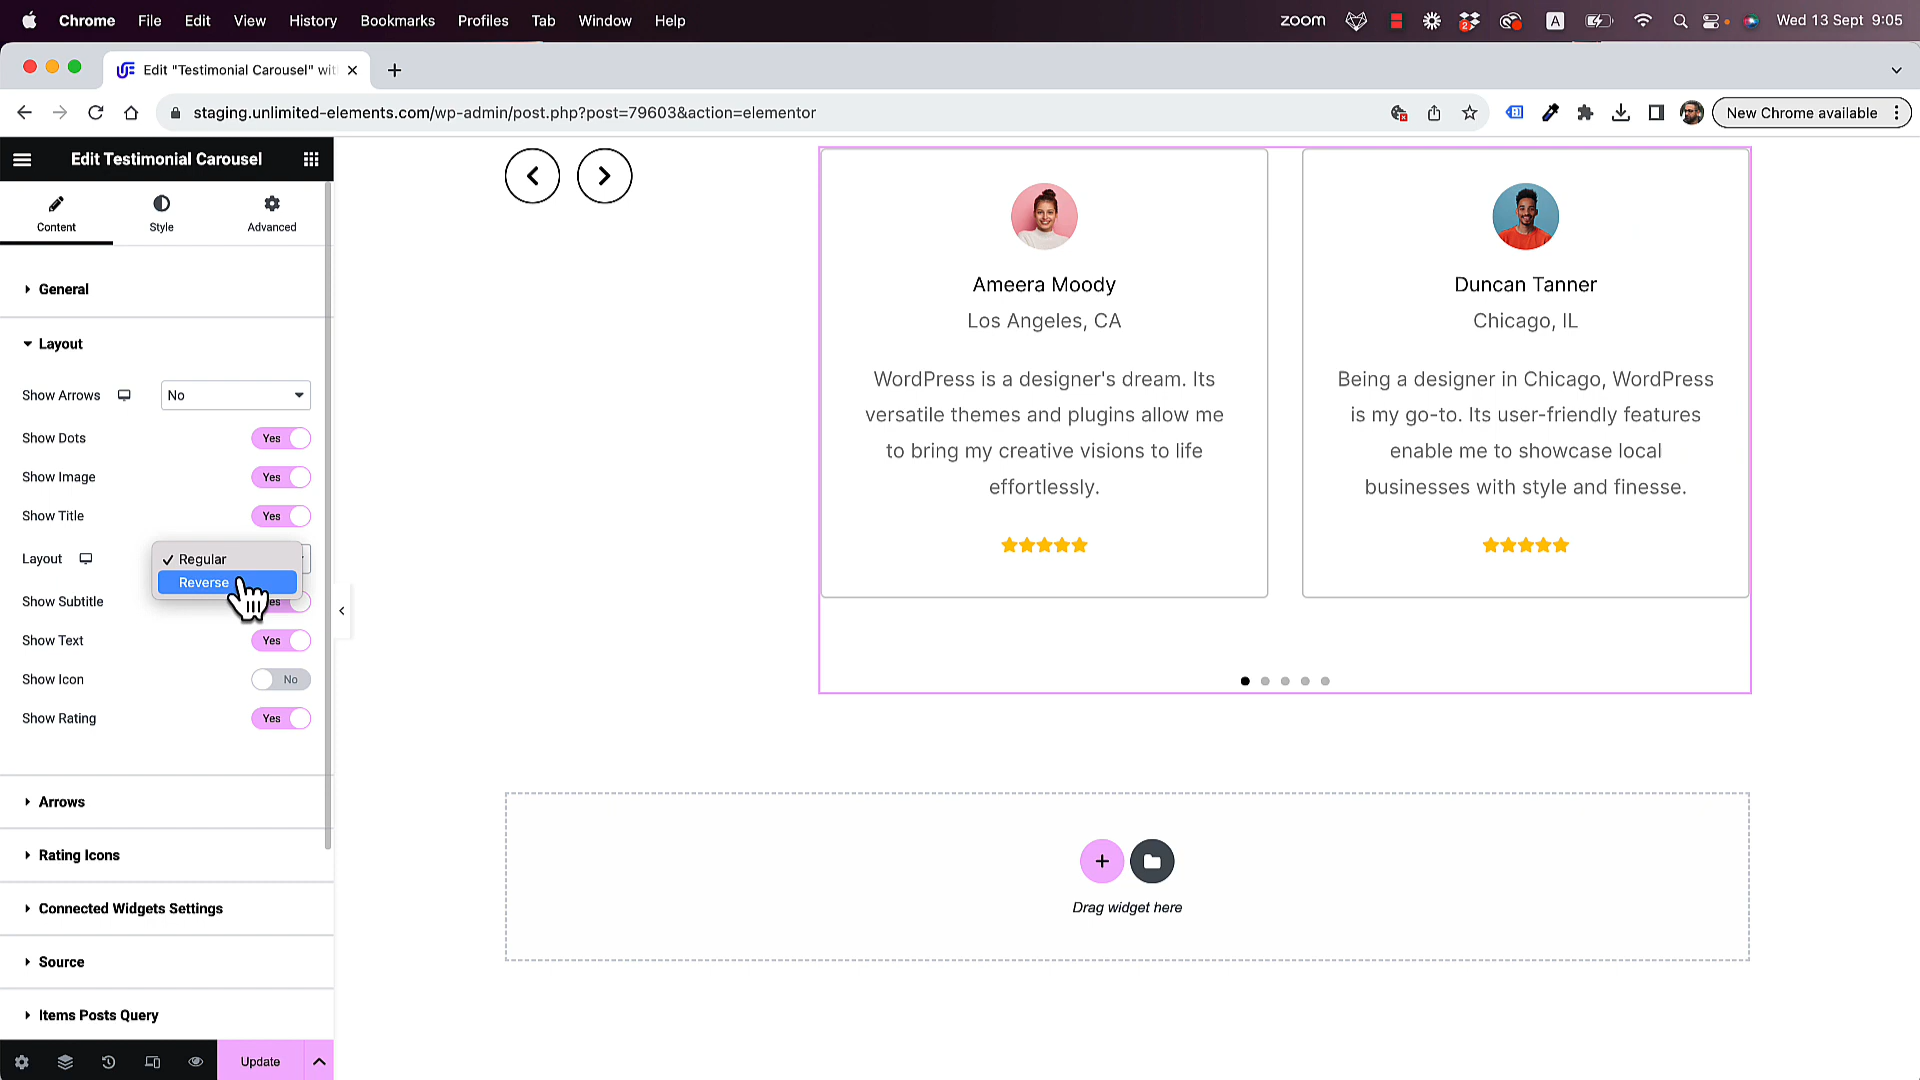 Chrome File Edit View History Bookmarks Profiles Tab Window Help
zoom 2 A Wed 13 Sept 9:05
Edit "Testimonial Carousel" wit
staging.unlimited-elements.com/wp-admin/post.php?post=79603&action=elementor
New Chrome available
Edit Testimonial Carousel
Content Style Advanced
General
Layout
Show Arrows No
Show Dots Yes
Show Image Yes
Show Title Yes
Layout Regular
Reverse
Show Subtitle
Show Text Yes
Show Icon No
Show Rating Yes
Arrows
Rating Icons
Connected Widgets Settings
Source
Items Posts Query
Update
Ameera Moody
Los Angeles, CA
WordPress is a designer's dream. Its
versatile themes and plugins allow me
to bring my creative visions to life
effortlessly.
Duncan Tanner
Chicago, IL
Being a designer in Chicago, WordPress
is my go-to. Its user-friendly features
enable me to showcase local
businesses with style and finesse.
Drag widget here